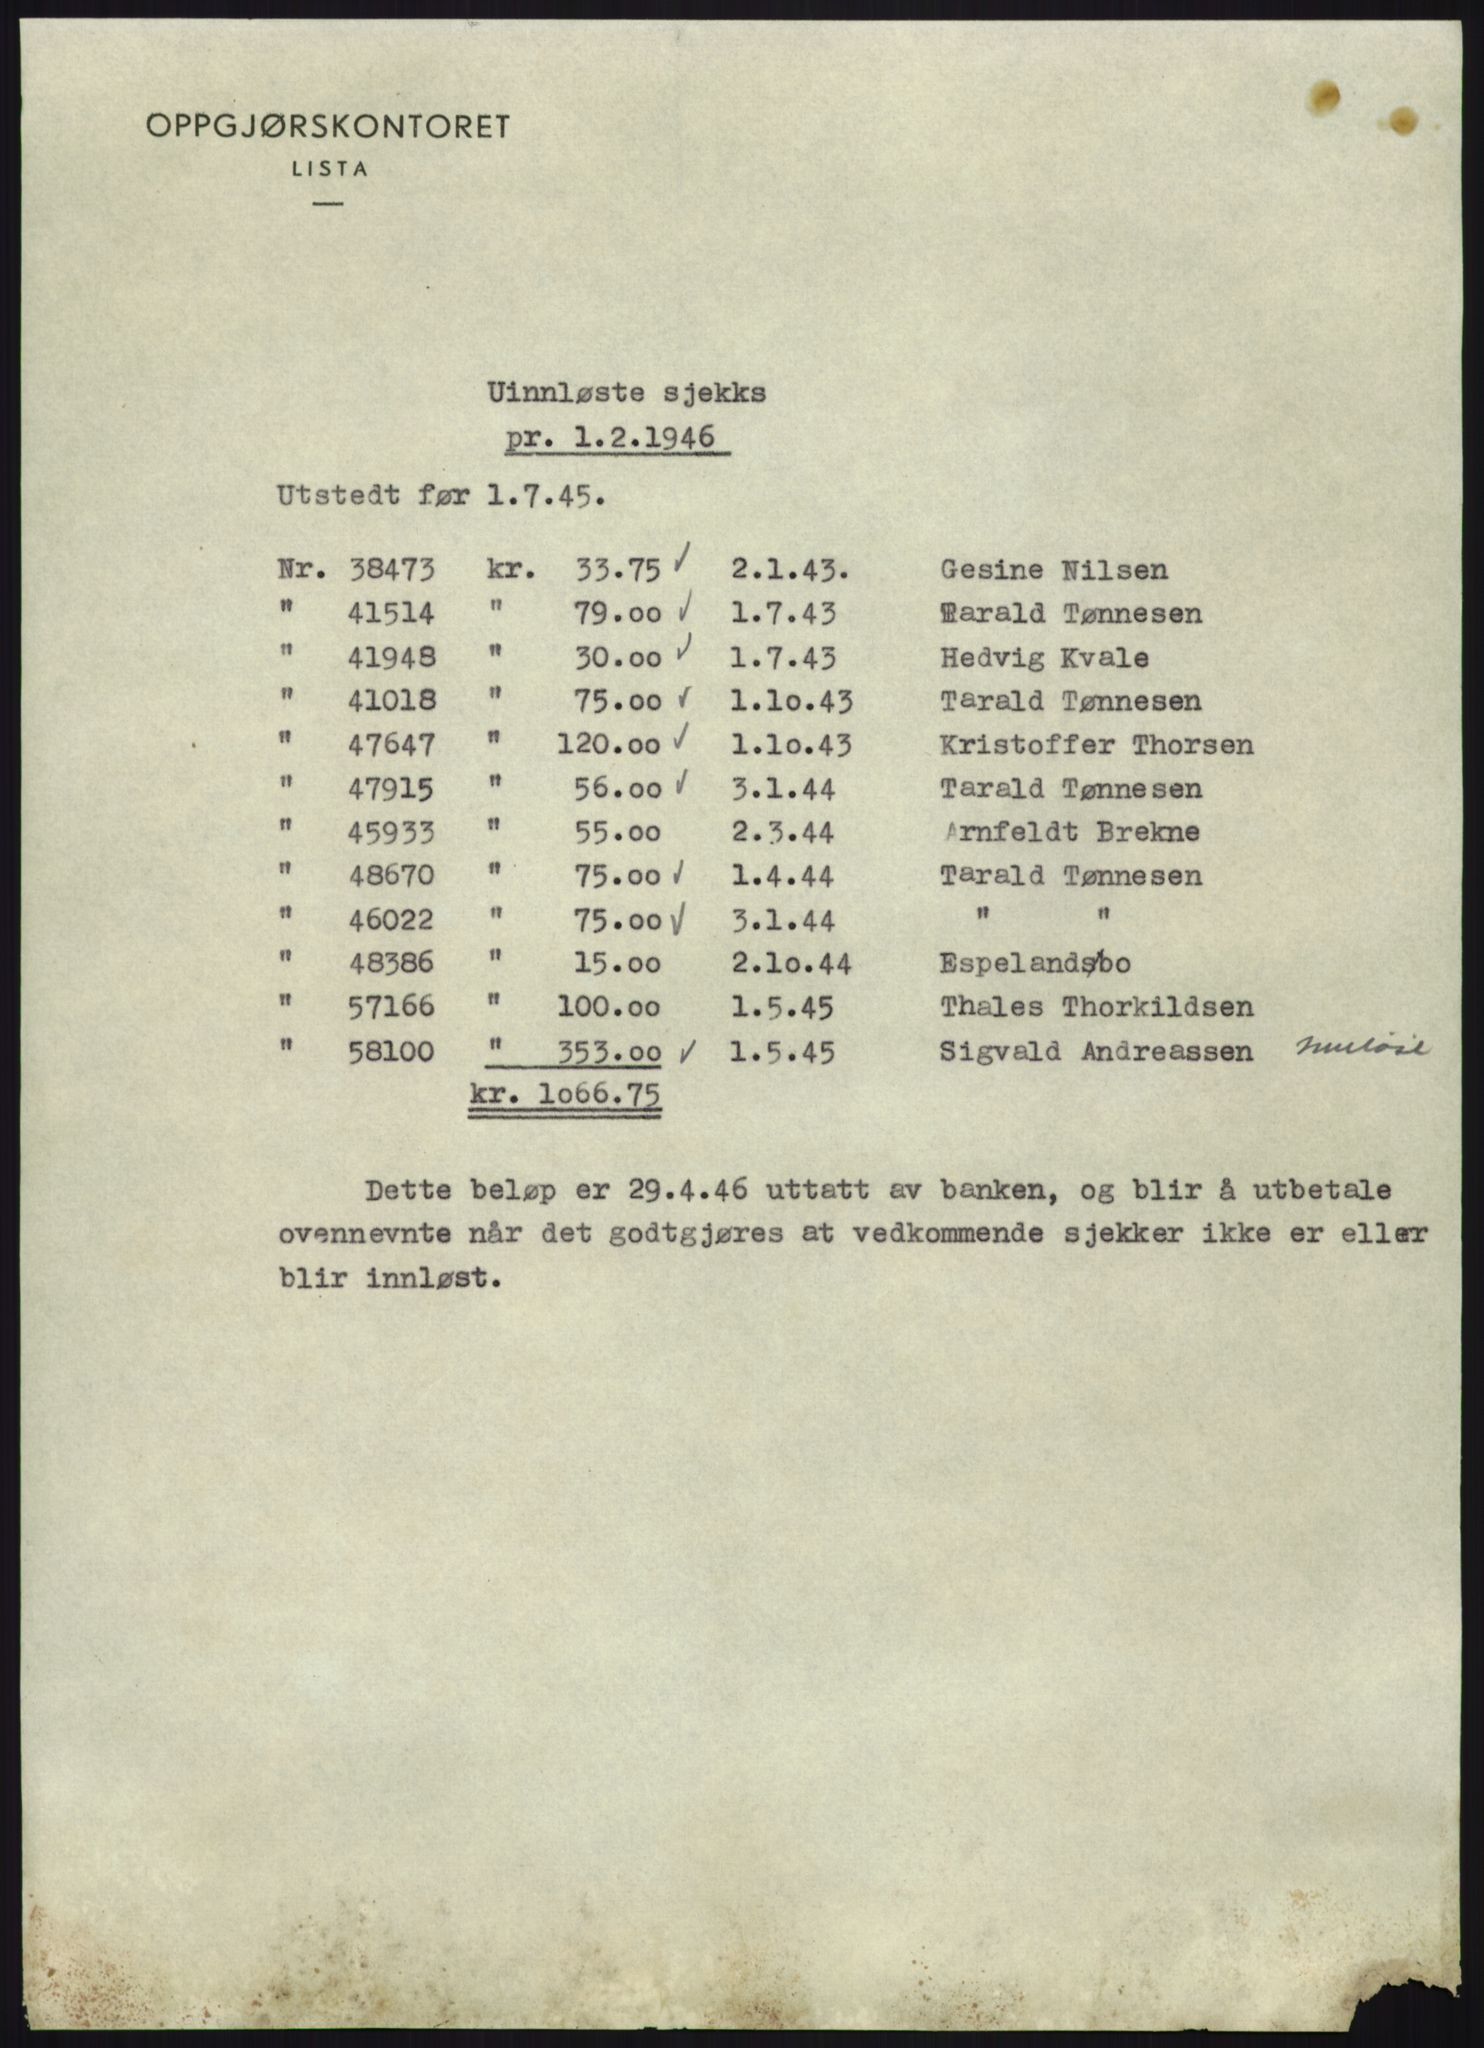 OPPGJØRSKONTORET
LISTA
Uinnløste sjekks
pr. 1.2.1946
Utstedt før 1.7.45.
Nr. 38473 kr. 33.75 ✓ 2.1.43. Gesine Nilsen
" 41514 " 79.00 ✓ 1.7.43 Tarald Tønnesen
" 41948 " 30.00 ✓ 1.7.43 Hedvig Kvale
" 41018 " 75.00 ✓ 1.10.43 Tarald Tønnesen
" 47647 " 120.00 ✓ 1.10.43 Kristoffer Thorsen
" 47915 " 56.00 ✓ 3.1.44 Tarald Tønnesen
" 45933 " 55.00 2.3.44 Arnfeldt Brekne
" 48670 " 75.00 ✓ 1.4.44 Tarald Tønnesen
" 46022 " 75.00 ✓ 3.1.44 " "
" 48386 " 15.00 2.10.44 Espelandsbo
" 57166 " 100.00 1.5.45 Thales Thorkildsen
" 58100 " 353.00 ✓ 1.5.45 Sigvald Andreassen
kr. 1066.75
Dette beløp er 29.4.46 uttatt av banken, og blir å utbetale
ovennevnte når det godtgjøres at vedkommende sjekker ikke er eller
blir innløst.